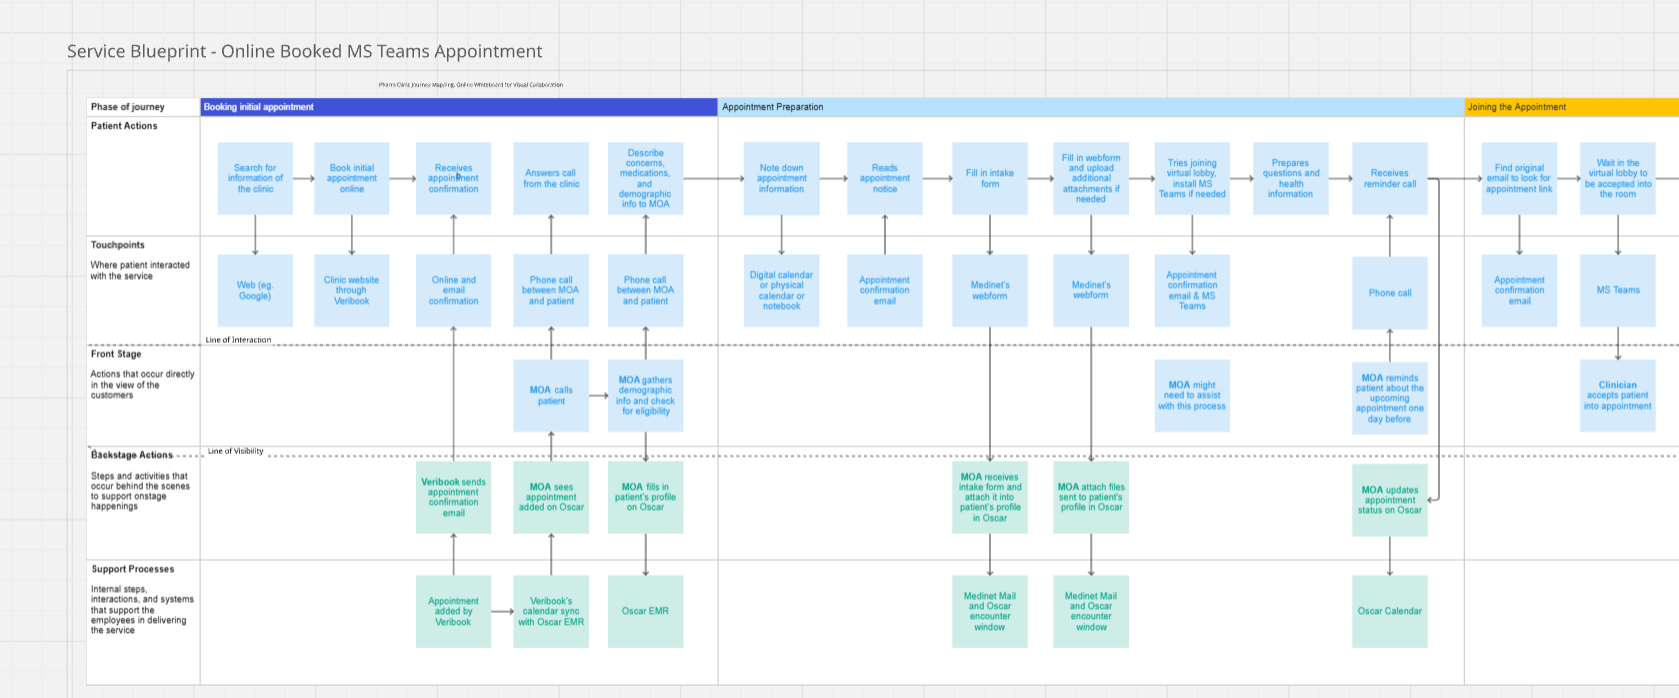 Service Blueprint - Online Booked MS Teams Appointment
Pharm Clinic Journey Mapping, Online Whiteboard for Visual Collaboration
Phase of journey
Booking initial appointment
Appointment Preparation
Joining the Appointment
Patient Actions
Search for
information of
the clinic
Book initial
appointment
online
Receives
appointment
confirmation
Answers call
from the clinic
Describe
concerns,
medications,
and
demographic
info to MOA
Note down
appointment
information
Reads
appointment
notice
Fill in intake
form
Fill in webform
and upload
additional
attachments if
needed
Tries joining
virtual lobby,
install MS
Teams if needed
Prepares
questions and
health
information
Receives
reminder call
Find original
email to look for
appointment link
Wait in the
virtual lobby to
be accepted into
the room
Touchpoints
Where patient interacted
with the service
Web (eg.
Google)
Clinic website
through
Veribook
Online and
email
confirmation
Phone call
between MOA
and patient
Phone call
between MOA
and patient
Digital calendar
or physical
calendar or
notebook
Appointment
confirmation
email
Medinet's
webform
Medinet's
webform
Appointment
confirmation
email & MS
Teams
Phone call
Appointment
confirmation
email
MS Teams
Line of Interaction
Front Stage
Actions that occur directly
in the view of the
customers
MOA calls
patient
MOA gathers
demographic
info and check
for eligibility
MOA might
need to assist
with this process
MOA reminds
patient about the
upcoming
appointment one
day before
Clinician
accepts patient
into appointment
Line of Visibility
Backstage Actions
Steps and activities that
occur behind the scenes
to support onstage
happenings
Veribook sends
appointment
confirmation
email
MOA sees
appointment
added on Oscar
MOA fills in
patient's profile
on Oscar
MOA receives
intake form and
attach it into
patient's profile
in Oscar
MOA attach files
sent to patient's
profile in Oscar
MOA updates
appointment
status on Oscar
Support Processes
Internal steps,
interactions, and systems
that support the
employees in delivering
the service
Appointment
added by
Veribook
Veribook's
calendar sync
with Oscar EMR
Oscar EMR
Medinet Mail
and Oscar
encounter
window
Medinet Mail
and Oscar
encounter
window
Oscar Calendar